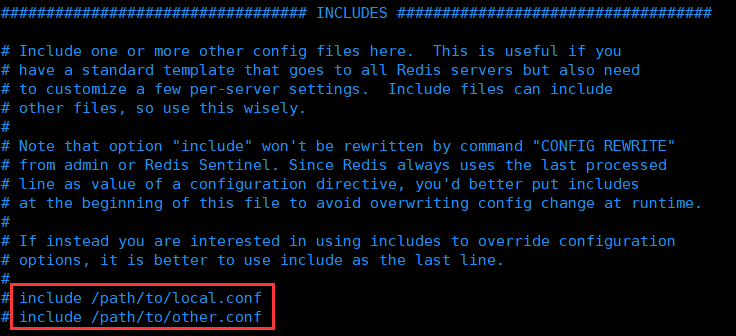 ################################## INCLUDES ###################################
# Include one or more other config files here.  This is useful if you
# have a standard template that goes to all Redis servers but also need
# to customize a few per-server settings.  Include files can include
# other files, so use this wisely.
#
# Note that option "include" won't be rewritten by command "CONFIG REWRITE"
# from admin or Redis Sentinel. Since Redis always uses the last processed
# line as value of a configuration directive, you'd better put includes
# at the beginning of this file to avoid overwriting config change at runtime.
#
# If instead you are interested in using includes to override configuration
# options, it is better to use include as the last line.
#
# include /path/to/local.conf
# include /path/to/other.conf